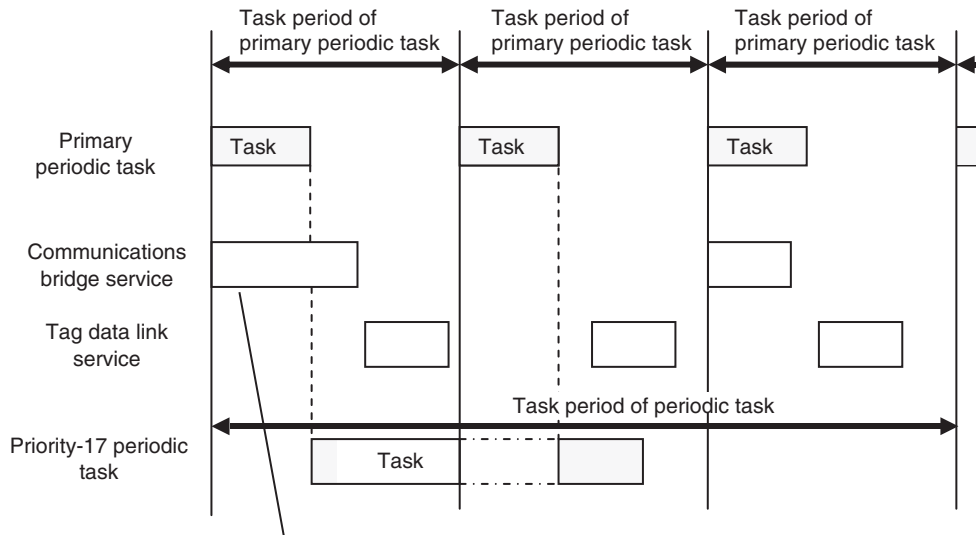 Task period of
primary periodic task
Task period of
primary periodic task
Task period of
primary periodic task
Primary
periodic task
Task
Task
Task
Communications
bridge service
Tag data link
service
Task period of periodic task
Priority-17 periodic
task
Task